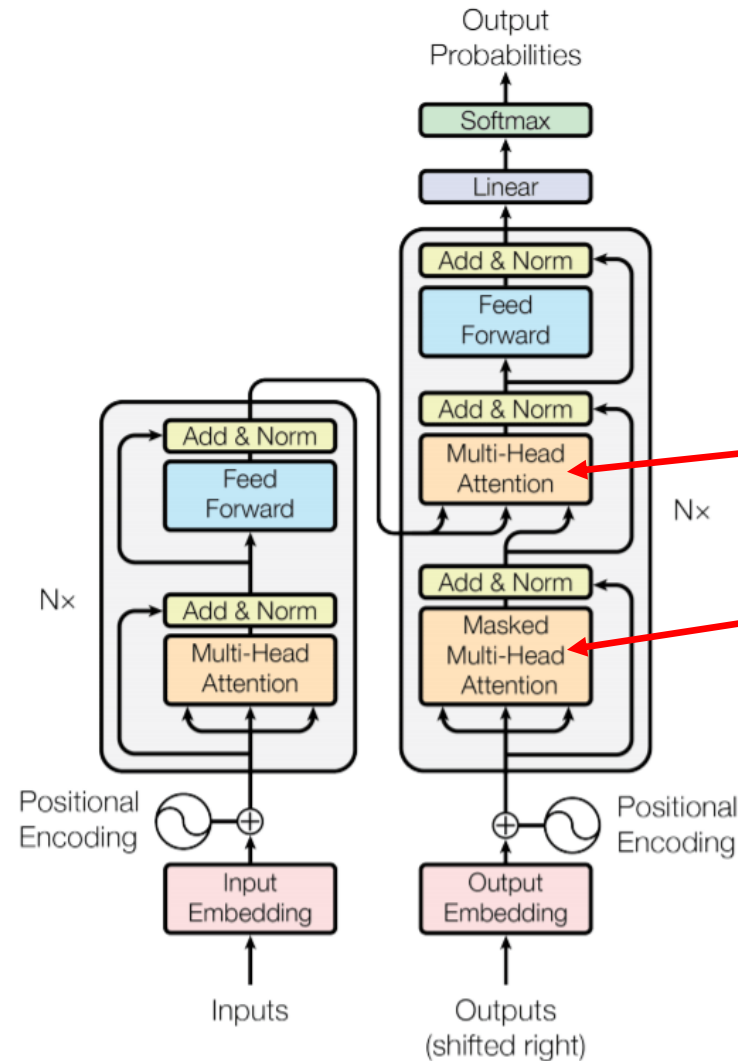 Output
Probabilities
Softmax
Linear
Add & Norm
Feed
Forward
Add & Norm
Multi-Head
Attention
Nx
Add & Norm
Masked
Multi-Head
Attention
Positional
Encoding
Output
Embedding
Outputs
(shifted right)
Add & Norm
Feed
Forward
Nx
Add & Norm
Multi-Head
Attention
Positional
Encoding
Input
Embedding
Inputs